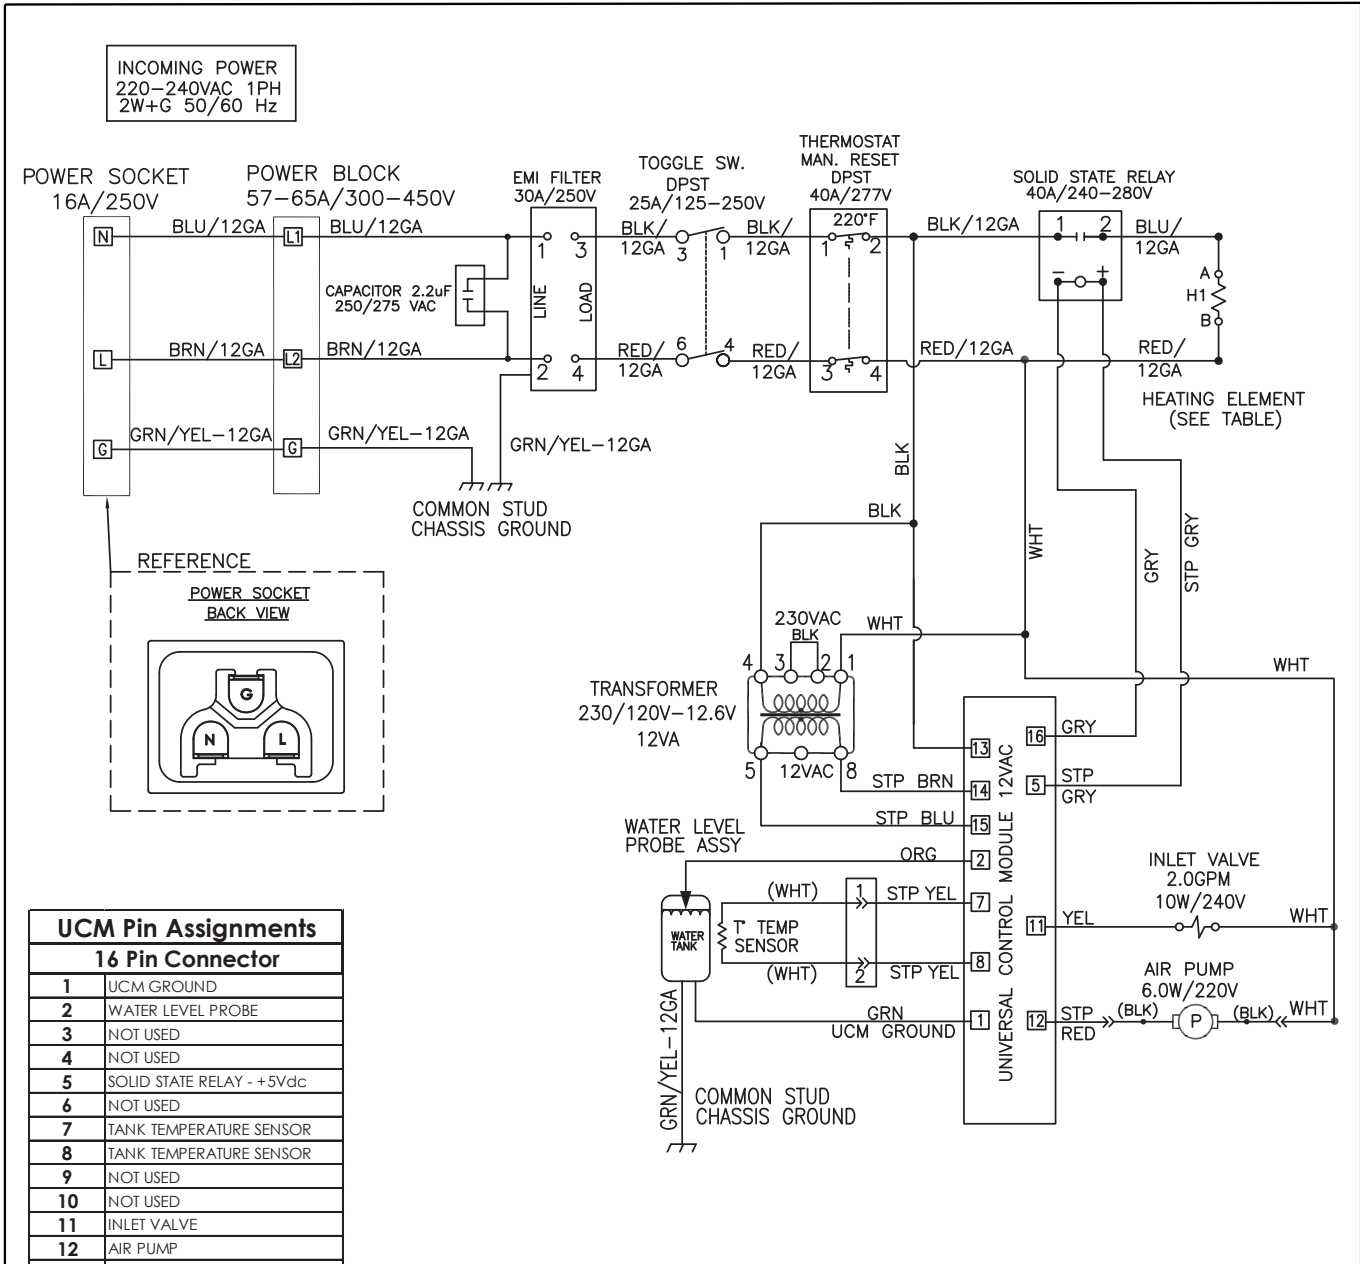 INCOMING POWER
220-240VAC 1PH
2W+G 50/60 Hz
POWER SOCKET
16A/250V
POWER BLOCK
57-65A/300-450V
EMI FILTER
30A/250V
TOGGLE SW.
DPST
25A/125-250V
THERMOSTAT
MAN. RESET
DPST
40A/277V
SOLID STATE RELAY
40A/240-280V
N
BLU/12GA
L1
BLU/12GA
1
3
BLK/
12GA
3
1
BLK/
12GA
220°F
1
2
BLK/12GA
1
2
BLU/
12GA
CAPACITOR 2.2uF
250/275 VAC
LINE
LOAD
-
+
A
H1
B
L
BRN/12GA
L2
BRN/12GA
2
4
RED/
12GA
6
4
RED/
12GA
3
4
RED/12GA
RED/
12GA
HEATING ELEMENT
(SEE TABLE)
G
GRN/YEL-12GA
G
GRN/YEL-12GA
GRN/YEL-12GA
COMMON STUD
CHASSIS GROUND
BLK
BLK
WHT
GRY
STP GRY
REFERENCE
POWER SOCKET
BACK VIEW
G
N
L
230VAC
BLK
WHT
4
3
2
1
WHT
TRANSFORMER
230/120V-12.6V
12VA
5
12VAC
8
STP BRN
STP BLU
13
14
15
16
GRY
5
STP
GRY
UNIVERSAL CONTROL MODULE 12VAC
WATER LEVEL
PROBE ASSY
ORG
2
WATER
TANK
(WHT)
1
STP YEL
7
T° TEMP
SENSOR
(WHT)
2
STP YEL
8
INLET VALVE
2.0GPM
10W/240V
11
YEL
WHT
AIR PUMP
6.0W/220V
12
STP
RED
(BLK)
P
(BLK)
WHT
GRN
UCM GROUND
1
GRN/YEL-12GA
COMMON STUD
CHASSIS GROUND
UCM Pin Assignments
16 Pin Connector
1 UCM GROUND
2 WATER LEVEL PROBE
3 NOT USED
4 NOT USED
5 SOLID STATE RELAY - +5Vdc
6 NOT USED
7 TANK TEMPERATURE SENSOR
8 TANK TEMPERATURE SENSOR
9 NOT USED
10 NOT USED
11 INLET VALVE
12 AIR PUMP